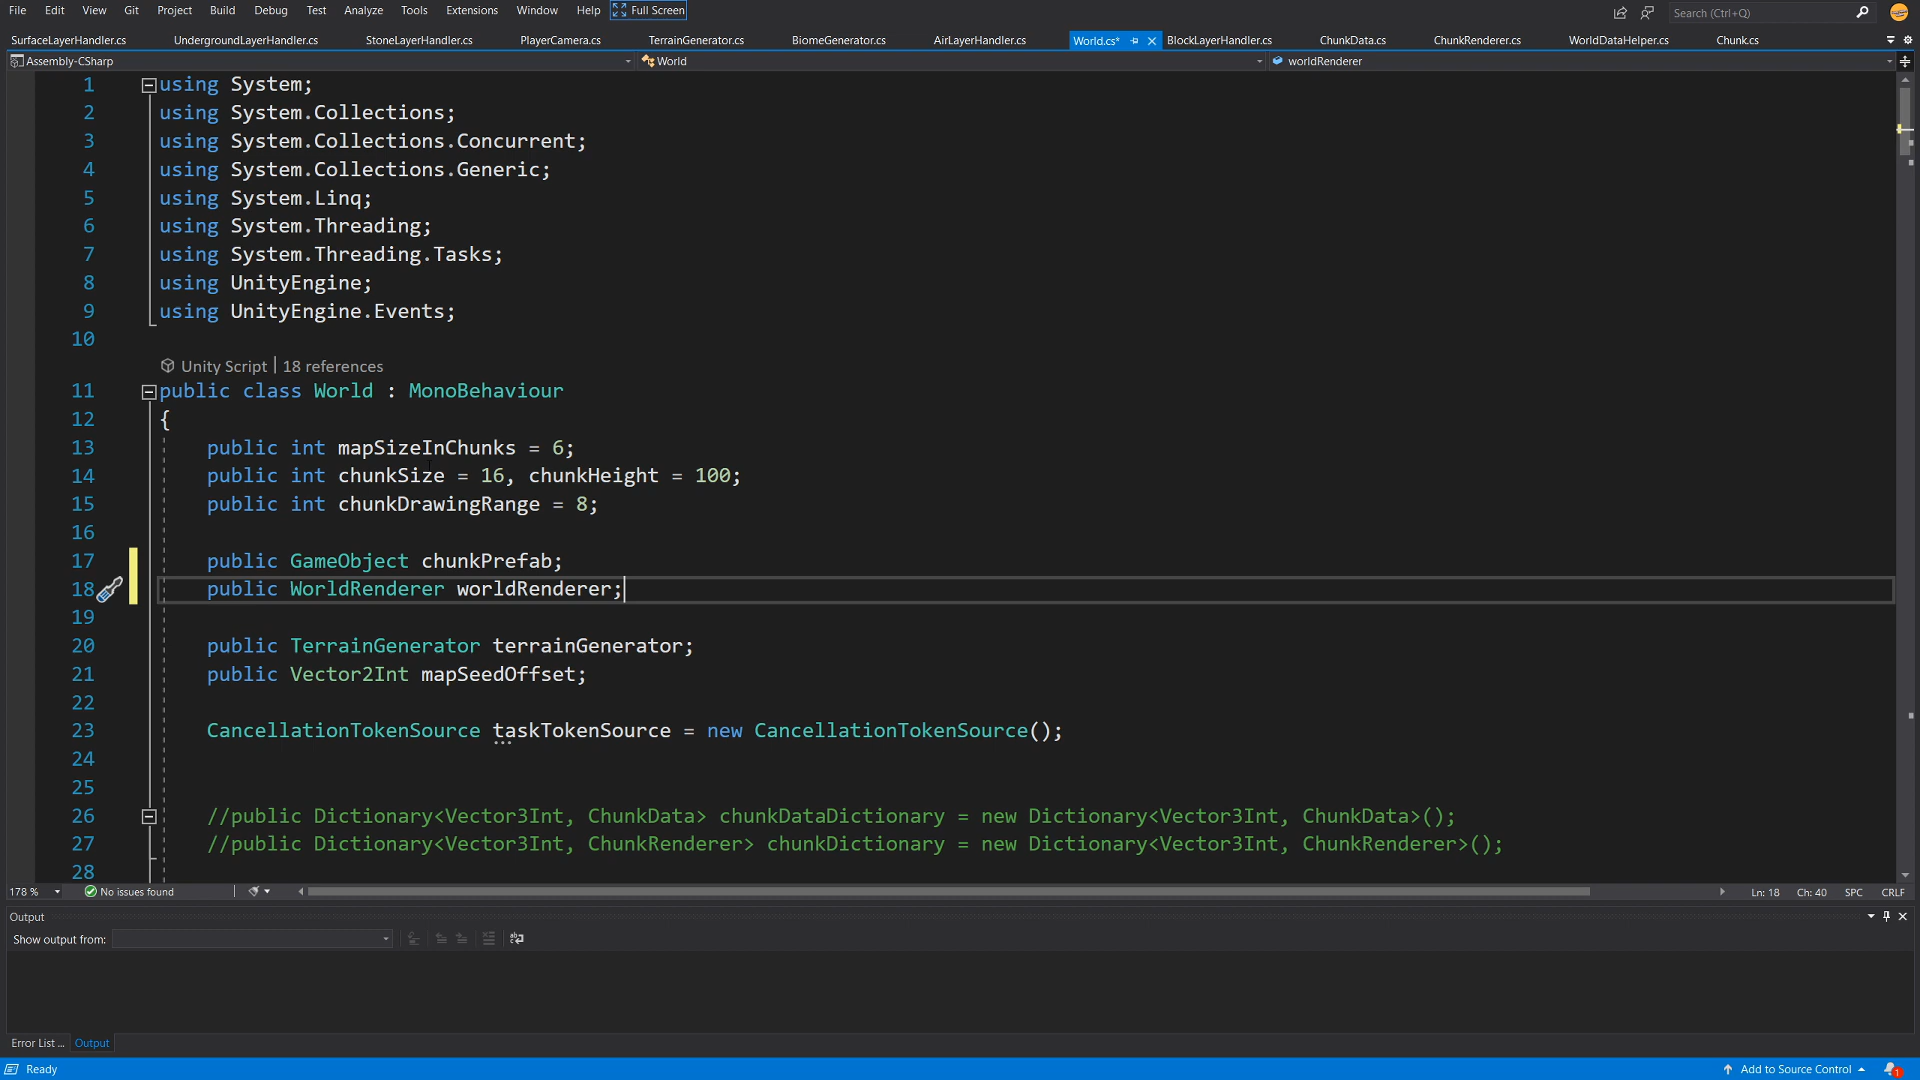 File Edit View Git Project Build Debug Test Analyze Tools Extensions Window Help Full Screen Search (Ctrl+Q)
SurfaceLayerHandler.cs UndergroundLayerHandler.cs StoneLayerHandler.cs PlayerCamera.cs TerrainGenerator.cs BiomeGenerator.cs AirLayerHandler.cs World.cs* BlockLayerHandler.cs ChunkData.cs ChunkRenderer.cs WorldDataHelper.cs Chunk.cs
Assembly-CSharp World worldRenderer
1 using System;
2 using System.Collections;
3 using System.Collections.Concurrent;
4 using System.Collections.Generic;
5 using System.Linq;
6 using System.Threading;
7 using System.Threading.Tasks;
8 using UnityEngine;
9 using UnityEngine.Events;
10
Unity Script | 18 references
11 public class World : MonoBehaviour
12 {
13 public int mapSizeInChunks = 6;
14 public int chunkSize = 16, chunkHeight = 100;
15 public int chunkDrawingRange = 8;
16
17 public GameObject chunkPrefab;
18 public WorldRenderer worldRenderer;
19
20 public TerrainGenerator terrainGenerator;
21 public Vector2Int mapSeedOffset;
22
23 CancellationTokenSource taskTokenSource = new CancellationTokenSource();
24
25
26 //public Dictionary<Vector3Int, ChunkData> chunkDataDictionary = new Dictionary<Vector3Int, ChunkData>();
27 //public Dictionary<Vector3Int, ChunkRenderer> chunkDictionary = new Dictionary<Vector3Int, ChunkRenderer>();
28
178 % No issues found Ln: 18 Ch: 40 SPC CRLF
Output
Show output from:
Error List ... Output
Ready Add to Source Control 1